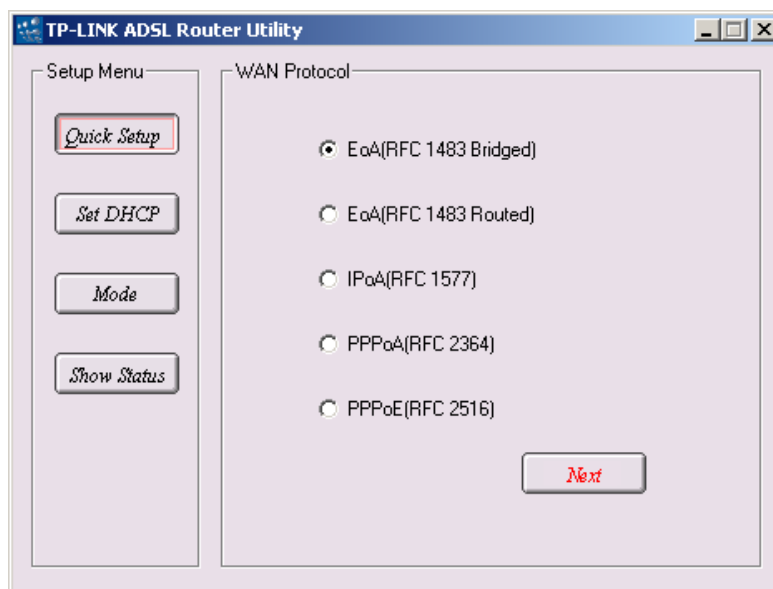 TP-LINK ADSL Router Utility
Setup Menu
Quick Setup
Set DHCP
Mode
Show Status
WAN Protocol
EoA(RFC 1483 Bridged)
EoA(RFC 1483 Routed)
IPoA(RFC 1577)
PPPoA(RFC 2364)
PPPoE(RFC 2516)
Next